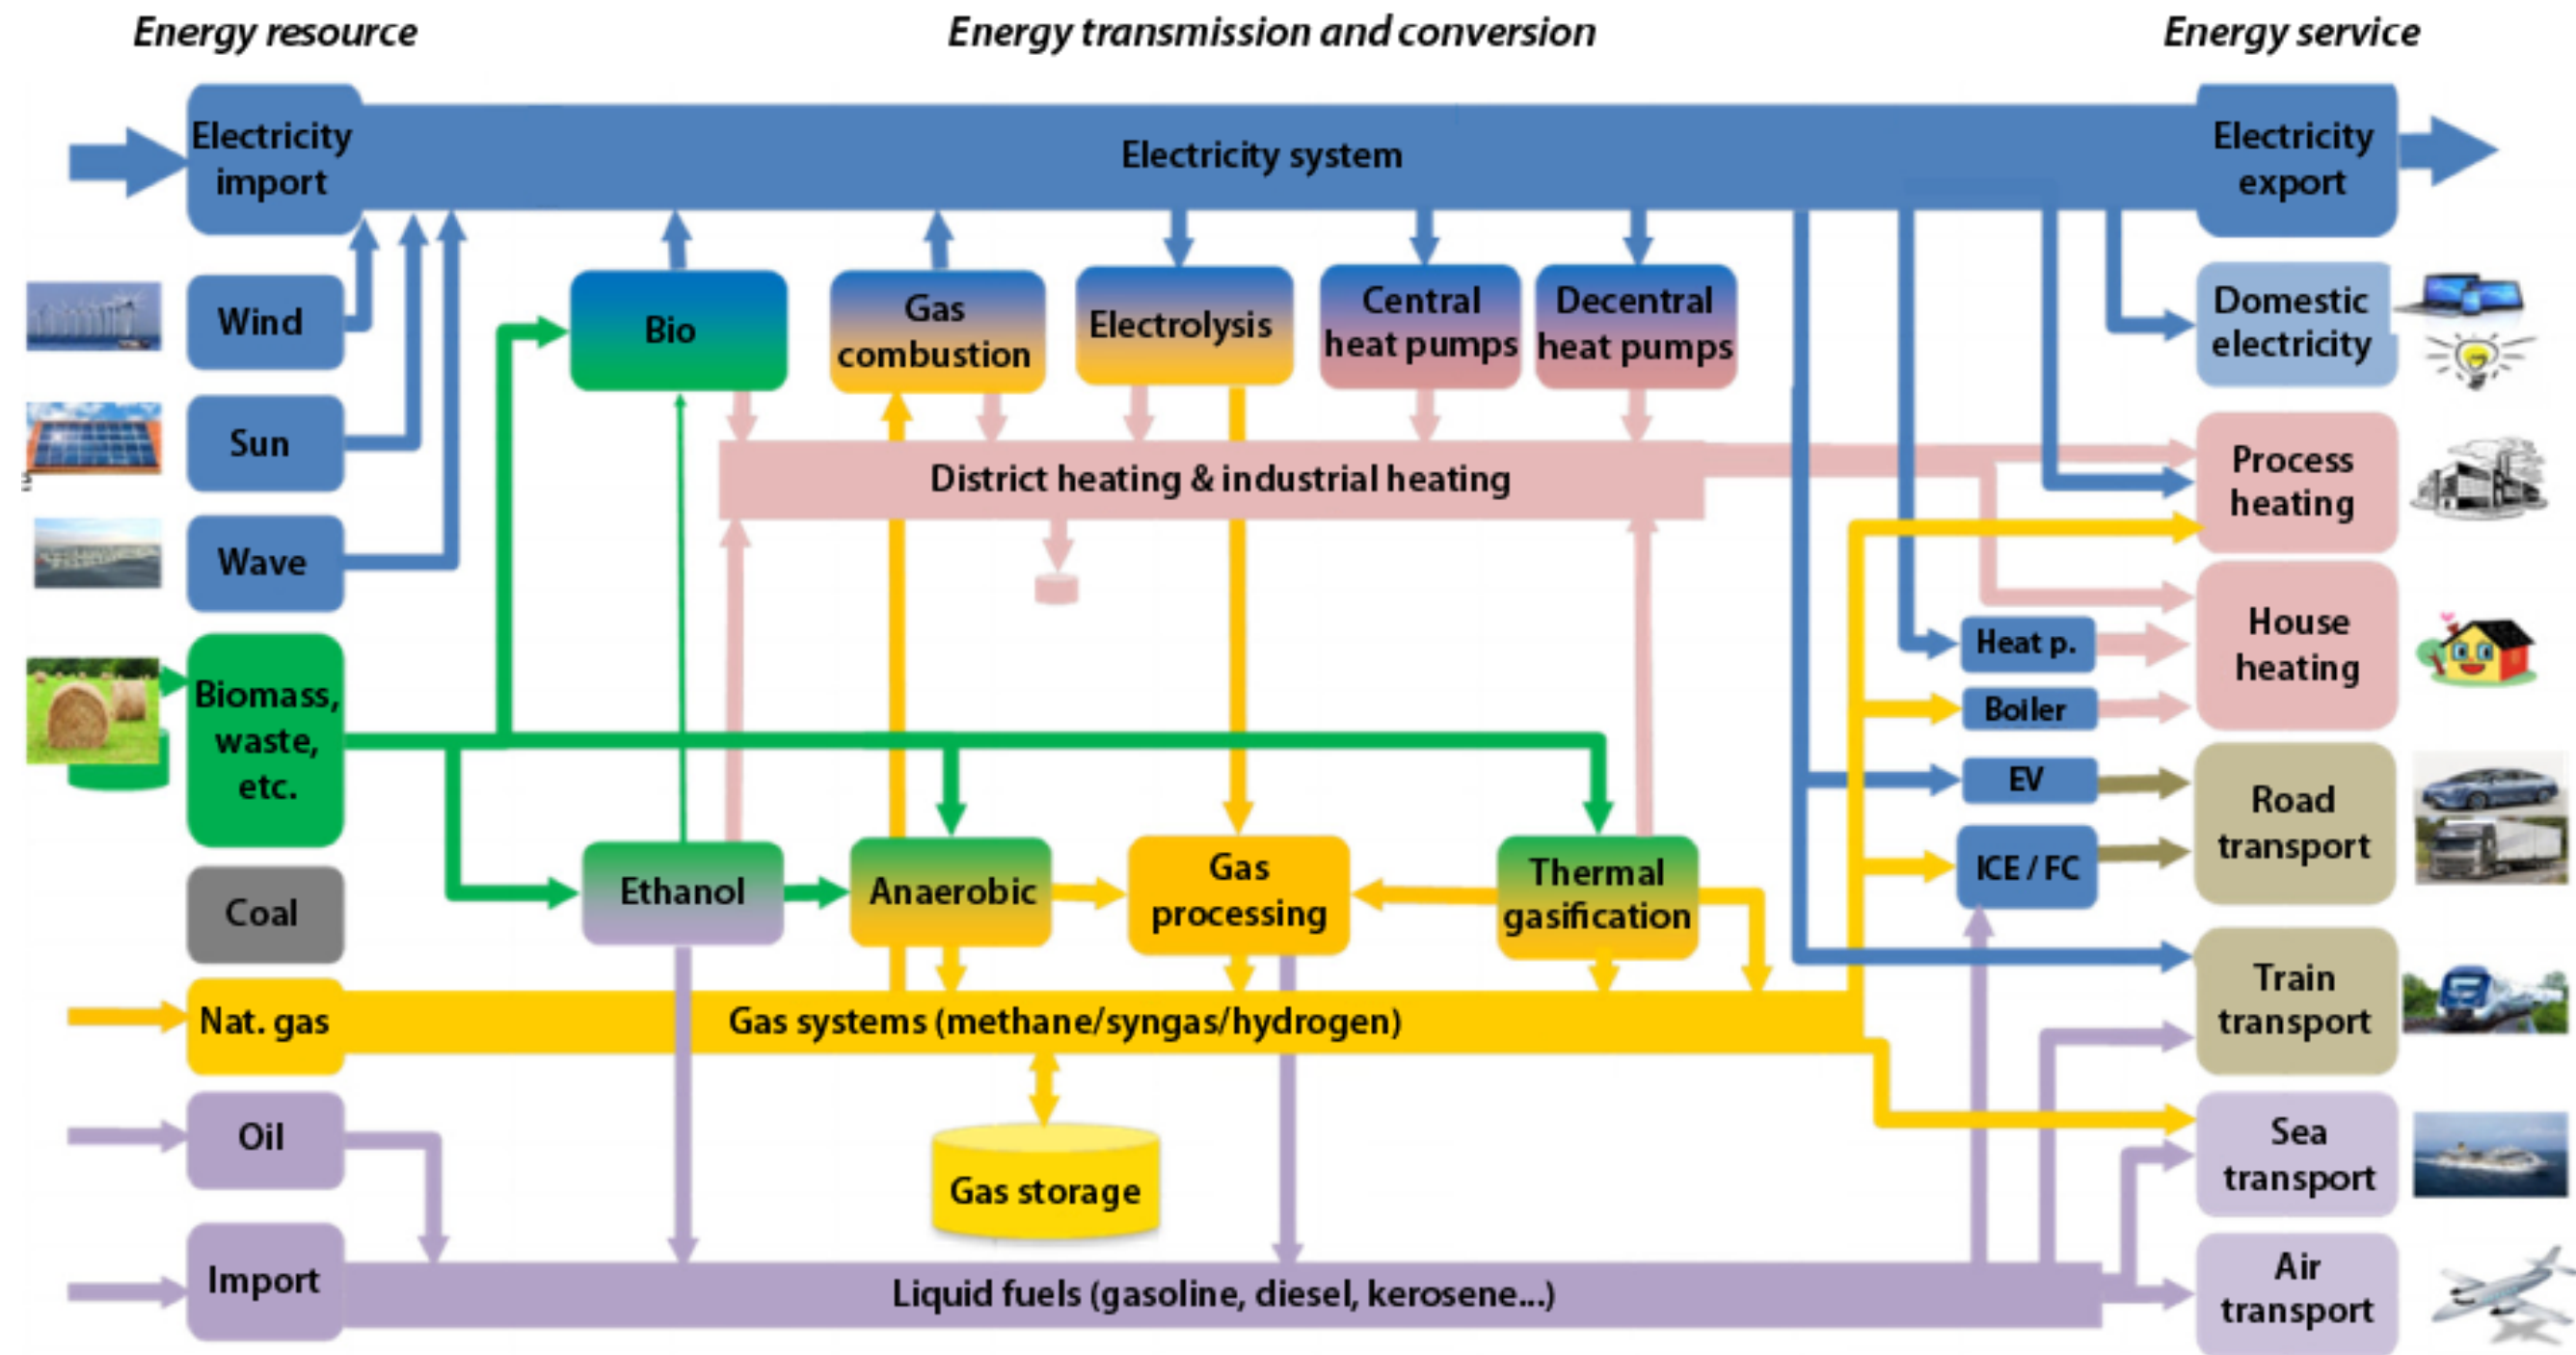 Energy resource
Energy transmission and conversion
Energy service
Electricity
import
Electricity system
Electricity
export
Wind
Bio
Gas
combustion
Electrolysis
Central
heat pumps
Decentral
heat pumps
Domestic
electricity
Sun
District heating & industrial heating
Process
heating
Wave
House
heating
Heat p.
Boiler
Biomass,
waste,
etc.
EV
Road
transport
ICE / FC
Coal
Ethanol
Anaerobic
Gas
processing
Thermal
gasification
Train
transport
Nat. gas
Gas systems (methane/syngas/hydrogen)
Oil
Gas storage
Sea
transport
Import
Liquid fuels (gasoline, diesel, kerosene...)
Air
transport